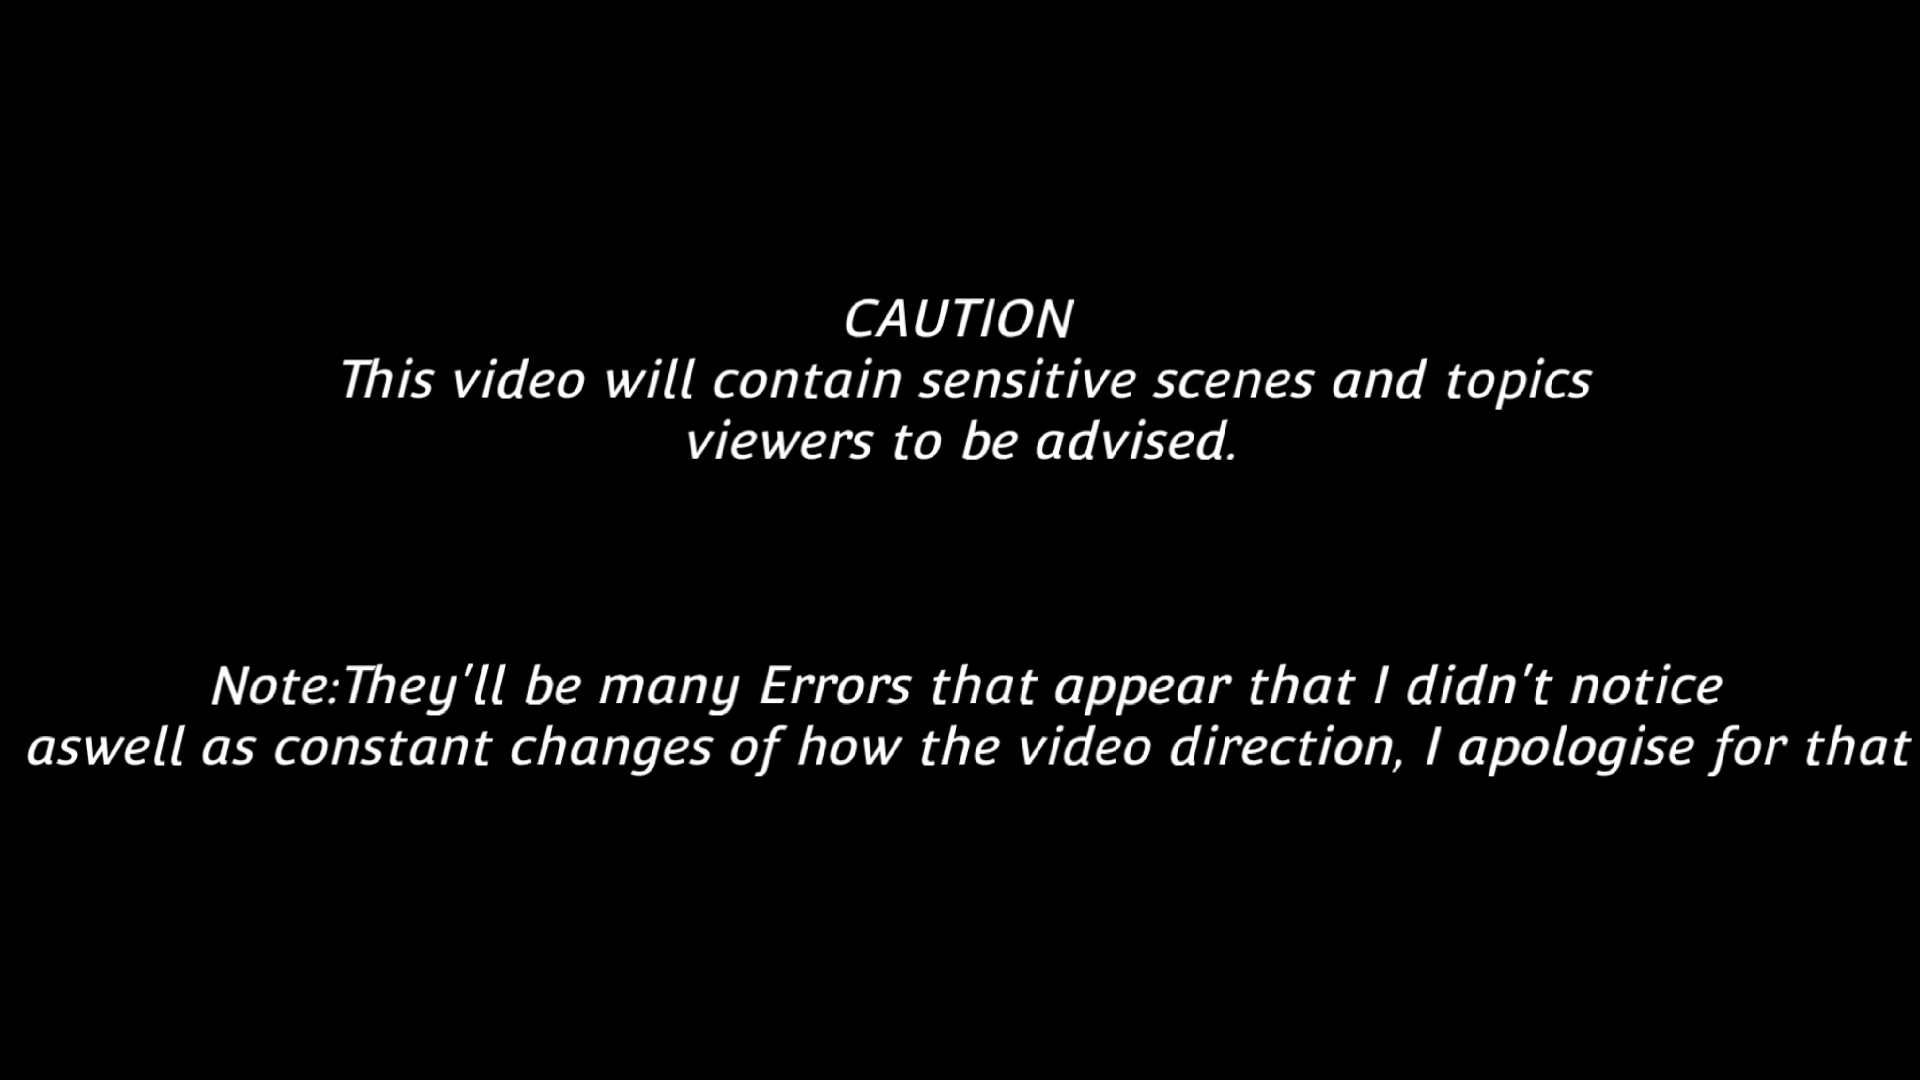 CAUTION
This video will contain sensitive scenes and topics
viewers to be advised.
Note:They'll be many Errors that appear that I didn't notice
aswell as constant changes of how the video direction, I apologise for that